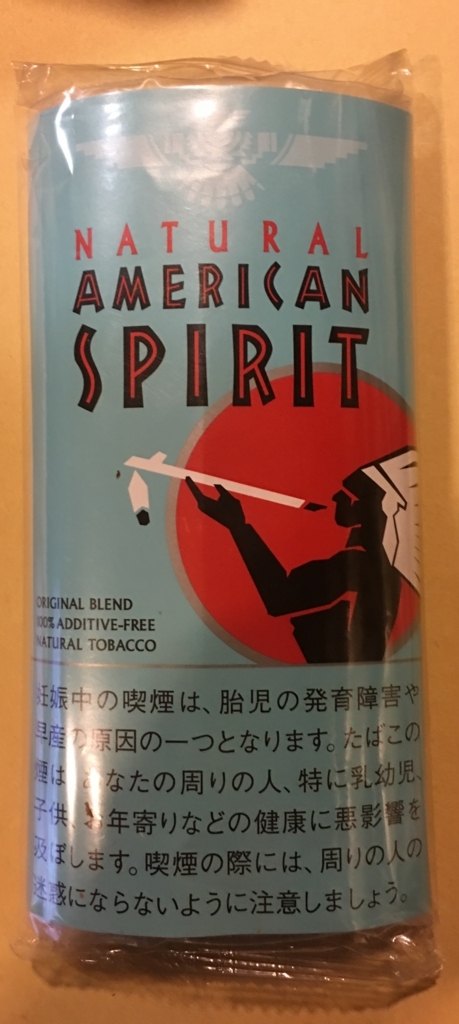 NATURAL
AMERICAN
SPIRIT
ORIGINAL BLEND
100% ADDITIVE-FREE
NATURAL TOBACCO
妊娠中の喫煙は、胎児の発育障害や
早産の原因の一つとなります。たばこの
煙は、あなたの周りの人、特に乳幼児、
子供、お年寄りなどの健康に悪影響を
及ぼします。喫煙の際には、周りの人の
迷惑にならないように注意しましょう。